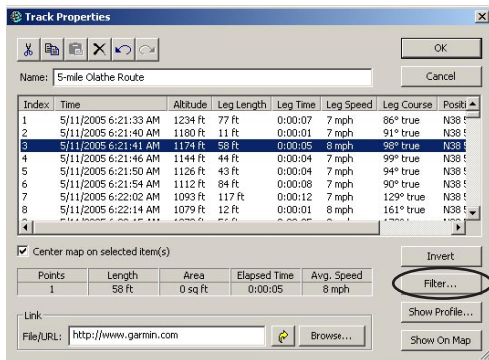 Track Properties
OK
Name: 5-mile Olathe Route Cancel
Index Time Altitude Leg Length Leg Time Leg Speed Leg Course Positi
1 5/11/2005 6:21:33 AM 1234 ft 77 ft 0:00:07 7 mph 86° true N38
2 5/11/2005 6:21:40 AM 1180 ft 11 ft 0:00:01 7 mph 91° true N38
3 5/11/2005 6:21:41 AM 1174 ft 58 ft 0:00:05 8 mph 98° true N38
4 5/11/2005 6:21:46 AM 1144 ft 44 ft 0:00:04 7 mph 99° true N38
5 5/11/2005 6:21:50 AM 1126 ft 43 ft 0:00:04 7 mph 94° true N38
6 5/11/2005 6:21:54 AM 1112 ft 84 ft 0:00:08 7 mph 90° true N38
7 5/11/2005 6:22:02 AM 1093 ft 117 ft 0:00:12 7 mph 129° true N38
8 5/11/2005 6:22:14 AM 1079 ft 12 ft 0:00:01 8 mph 161° true N38
Center map on selected item(s) Invert
Points Length Area Elapsed Time Avg. Speed
1 58 ft 0 sq ft 0:00:05 8 mph
Filter...
Link Show Profile...
File/URL: http://www.garmin.com Browse... Show On Map